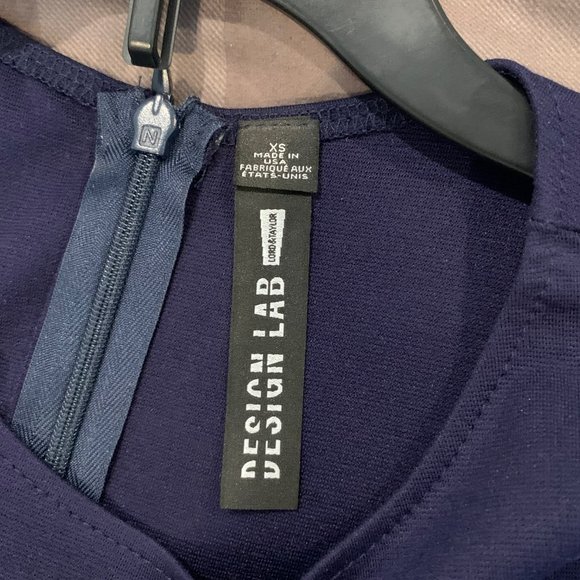 XS
MADE IN
USA
FABRIQUÉ AUX
ÉTATS-UNIS
LORD & TAYLOR
DESIGN LAB
N